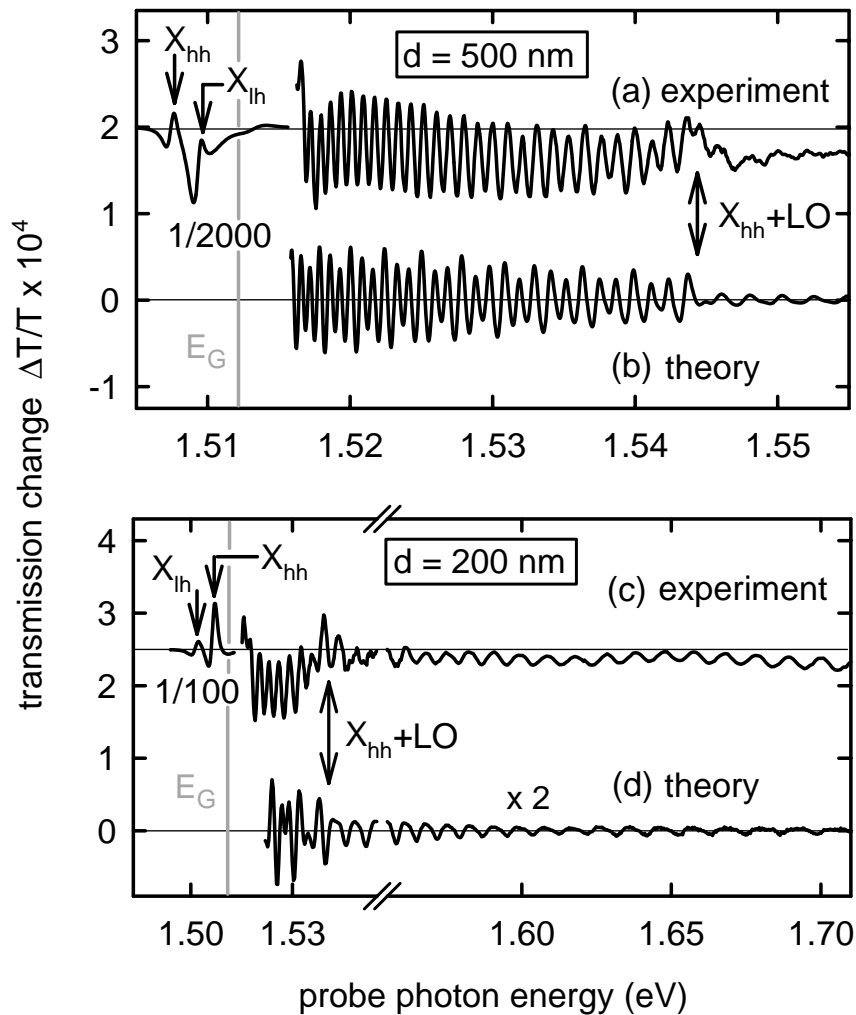 3
2
1
0
-1
X_hh
X_lh
d = 500 nm
(a) experiment
1/2000
X_hh+LO
E_G
(b) theory
1.51 1.52 1.53 1.54 1.55
transmission change ΔT/T x 10^4
4
3
2
1
0
X_lh
X_hh
d = 200 nm
(c) experiment
1/100
X_hh+LO
E_G
x 2
(d) theory
1.50 1.53 1.60 1.65 1.70
probe photon energy (eV)